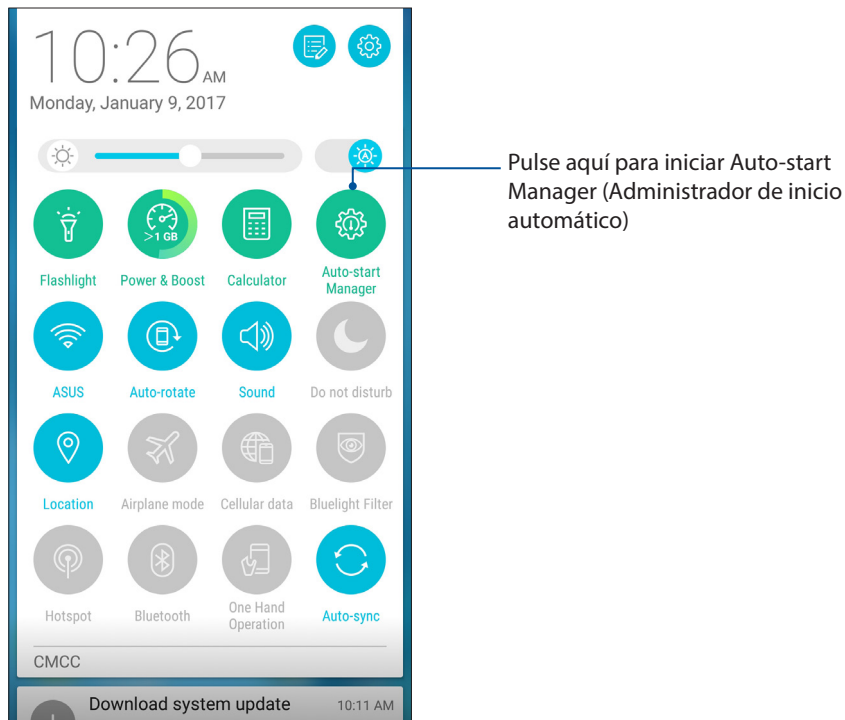 10:26 AM
Monday, January 9, 2017
A
Pulse aquí para iniciar Auto-start
Manager (Administrador de inicio
automático)
>1 GB
Flashlight
Power & Boost
Calculator
Auto-start
Manager
ASUS
Auto-rotate
Sound
Do not disturb
Location
Airplane mode
Cellular data
Bluelight Filter
Hotspot
Bluetooth
One Hand
Operation
Auto-sync
CMCC
Download system update
10:11 AM